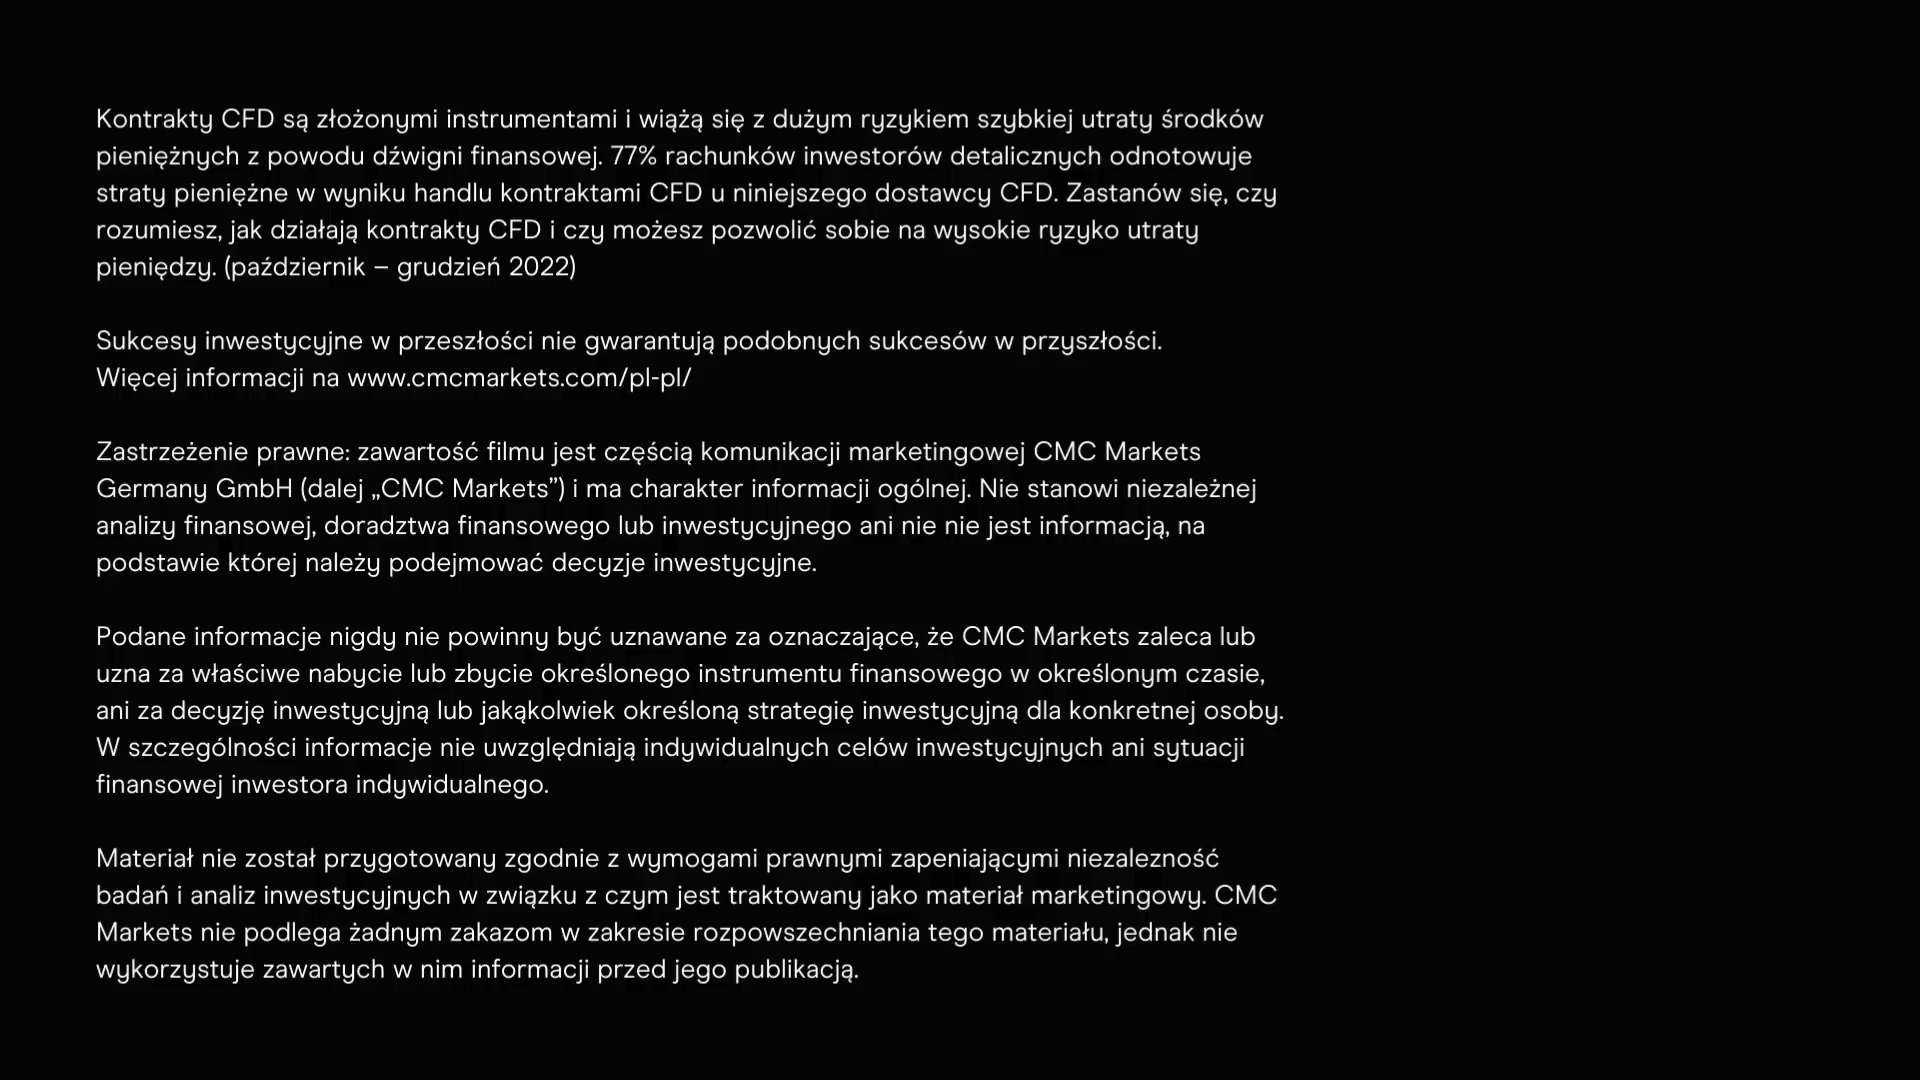 Kontrakty CFD są złożonymi instrumentami i wiążą się z dużym ryzykiem szybkiej utraty środków
pieniężnych z powodu dźwigni finansowej. 77% rachunków inwestorów detalicznych odnotowuje
straty pieniężne w wyniku handlu kontraktami CFD u niniejszego dostawcy CFD. Zastanów się, czy
rozumiesz, jak działają kontrakty CFD i czy możesz pozwolić sobie na wysokie ryzyko utraty
pieniędzy. (październik – grudzień 2022)
Sukcesy inwestycyjne w przeszłości nie gwarantują podobnych sukcesów w przyszłości.
Więcej informacji na www.cmcmarkets.com/pl-pl/
Zastrzeżenie prawne: zawartość filmu jest częścią komunikacji marketingowej CMC Markets
Germany GmbH (dalej „CMC Markets”) i ma charakter informacji ogólnej. Nie stanowi niezależnej
analizy finansowej, doradztwa finansowego lub inwestycyjnego ani nie nie jest informacją, na
podstawie której należy podejmować decyzje inwestycyjne.
Podane informacje nigdy nie powinny być uznawane za oznaczające, że CMC Markets zaleca lub
uzna za właściwe nabycie lub zbycie określonego instrumentu finansowego w określonym czasie,
ani za decyzję inwestycyjną lub jakąkolwiek określoną strategię inwestycyjną dla konkretnej osoby.
W szczególności informacje nie uwzględniają indywidualnych celów inwestycyjnych ani sytuacji
finansowej inwestora indywidualnego.
Materiał nie został przygotowany zgodnie z wymogami prawnymi zapeniającymi niezalezność
badań i analiz inwestycyjnych w związku z czym jest traktowany jako materiał marketingowy. CMC
Markets nie podlega żadnym zakazom w zakresie rozpowszechniania tego materiału, jednak nie
wykorzystuje zawartych w nim informacji przed jego publikacją.